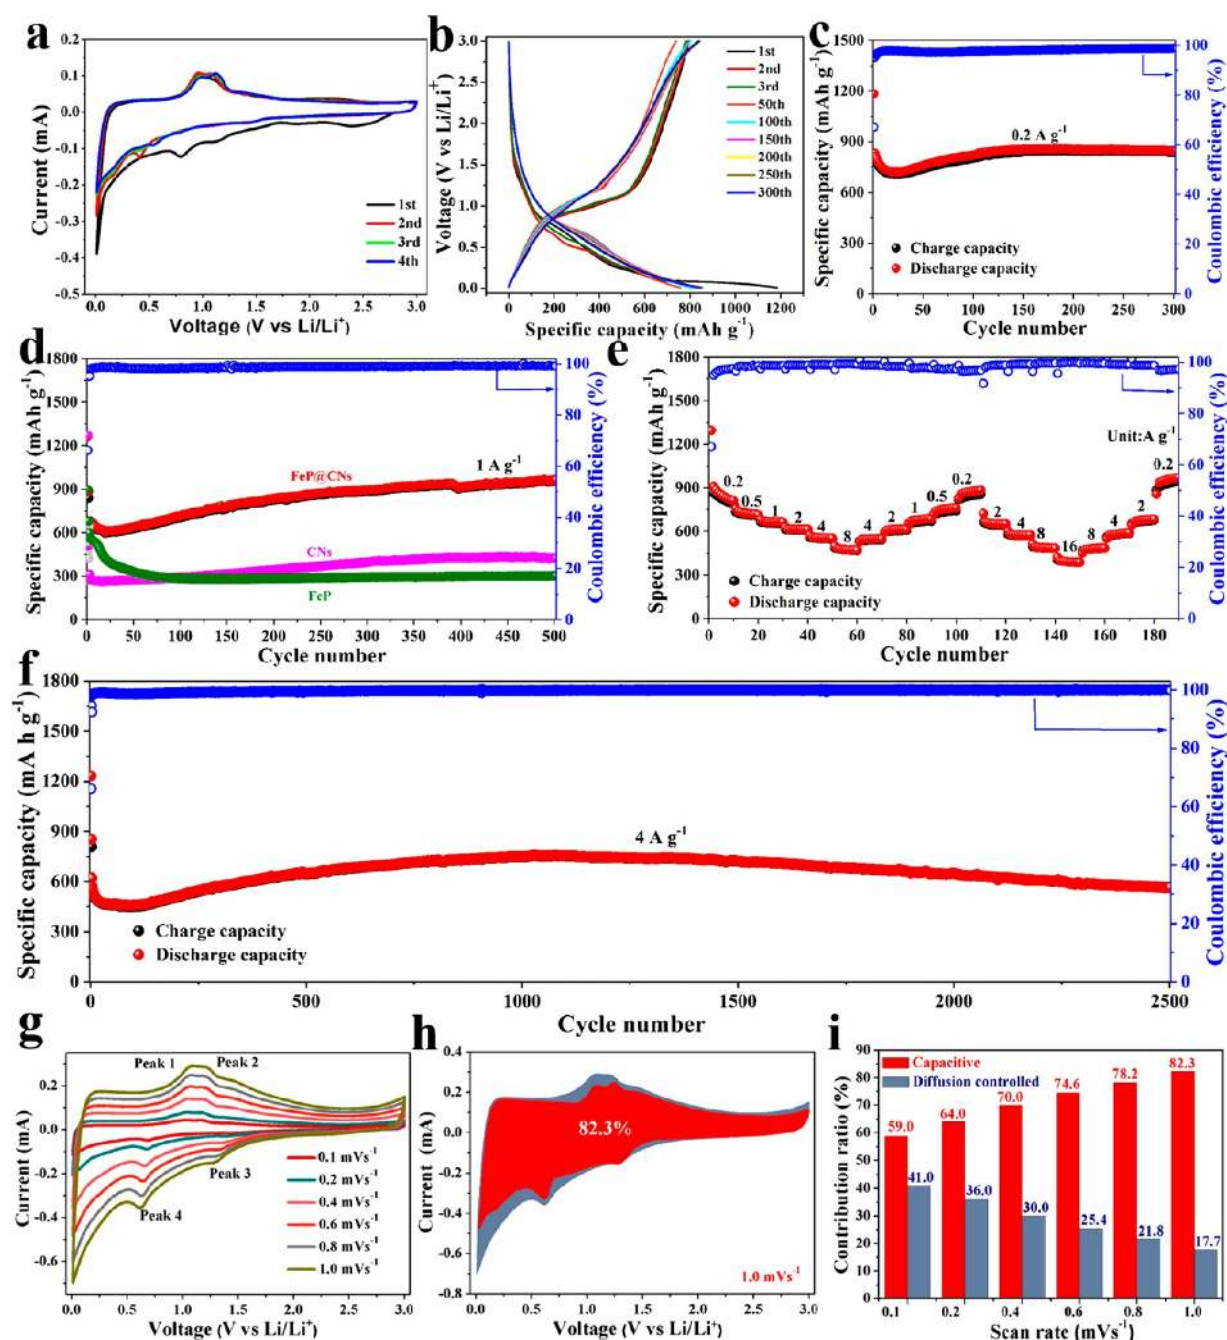 a
0.2
0.1
0.0
-0.1
-0.2
-0.3
-0.4
-0.5
Current (mA)
1st
2nd
3rd
4th
0.0 0.5 1.0 1.5 2.0 2.5 3.0
Voltage (V vs Li/Li+)
b
3.0
2.5
2.0
1.5
1.0
0.5
0.0
Voltage (V vs Li/Li+)
1st
2nd
3rd
50th
100th
150th
200th
250th
300th
0 200 400 600 800 1000 1200
Specific capacity (mAh g-1)
c
1500
1200
900
600
300
0
Specific capacity (mAh g-1)
0.2 A g-1
Charge capacity
Discharge capacity
0 50 100 150 200 250 300
Cycle number
100
80
60
40
20
0
Coulombic efficiency (%)
d
1800
1500
1200
900
600
300
0
Specific capacity (mAh g-1)
FeP@CNs
1 A g-1
CNs
FeP
0 50 100 150 200 250 300 350 400 450 500
Cycle number
100
80
60
40
20
0
Coulombic efficiency (%)
e
1800
1500
1200
900
600
300
0
Specific capacity (mAh g-1)
Unit:A g-1
0.2 0.5 1 2 4 8 4 2 1 0.5 0.2 2 4 8 16 8 4 2 0.2
Charge capacity
Discharge capacity
0 20 40 60 80 100 120 140 160 180
Cycle number
100
80
60
40
20
0
Coulombic efficiency (%)
f
1800
1500
1200
900
600
300
0
Specific capacity (mA h g-1)
4 A g-1
Charge capacity
Discharge capacity
0 500 1000 1500 2000 2500
Cycle number
100
80
60
40
20
0
Coulombic efficiency (%)
g
0.2
0.0
-0.2
-0.4
-0.6
Current (mA)
Peak 1
Peak 2
Peak 3
Peak 4
0.1 mVs-1
0.2 mVs-1
0.4 mVs-1
0.6 mVs-1
0.8 mVs-1
1.0 mVs-1
0.0 0.5 1.0 1.5 2.0 2.5 3.0
Voltage (V vs Li/Li+)
h
0.4
0.2
0.0
-0.2
-0.4
-0.6
-0.8
Current (mA)
82.3%
1.0 mVs-1
0.0 0.5 1.0 1.5 2.0 2.5 3.0
Voltage (V vs Li/Li+)
i
90
80
70
60
50
40
30
20
10
0
Contribution ratio (%)
Capacitive
Diffusion controlled
59.0 64.0 70.0 74.6 78.2 82.3
41.0 36.0 30.0 25.4 21.8 17.7
0.1 0.2 0.4 0.6 0.8 1.0
Scan rate (mVs-1)